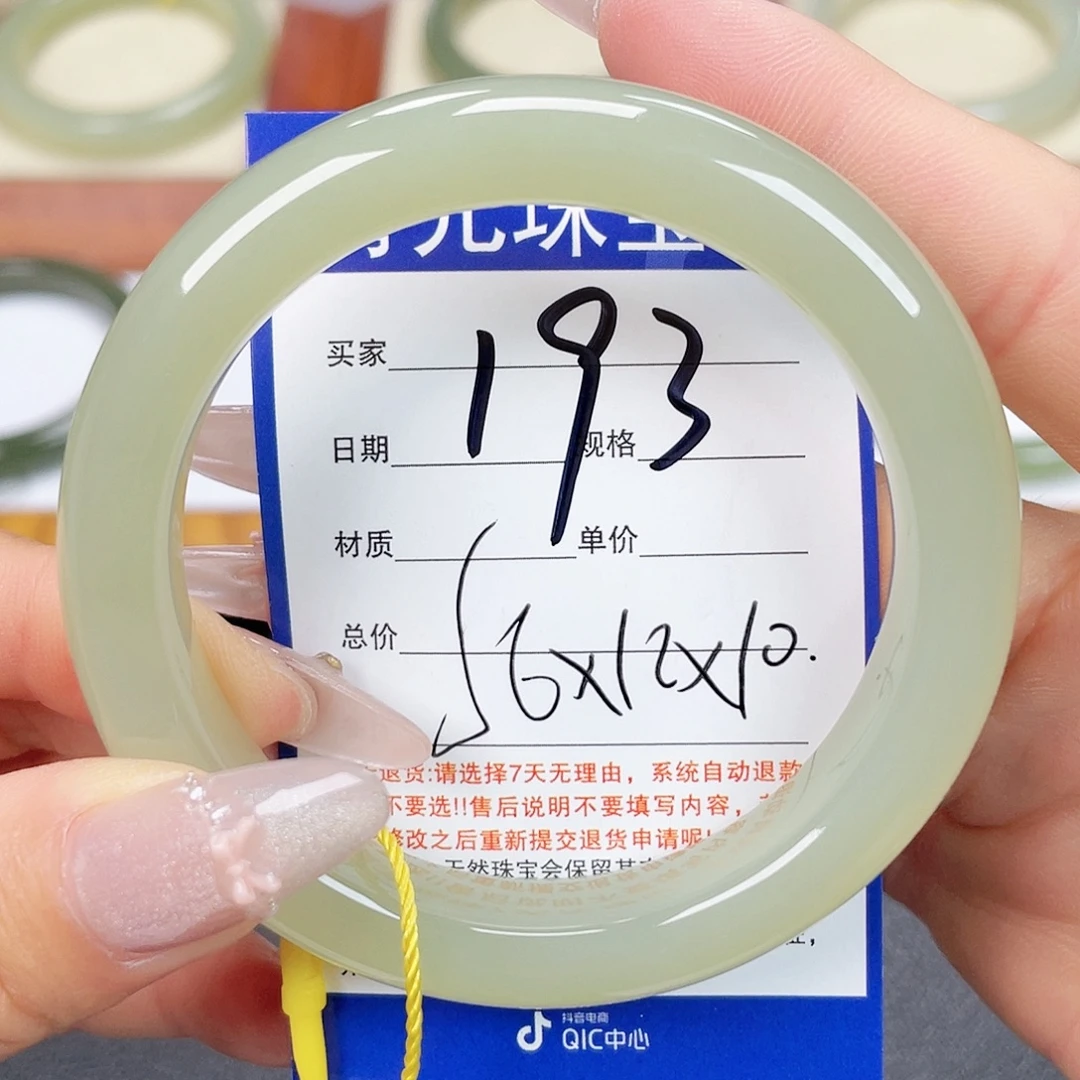 珠宝
193
买家
日期 规格
材质 单价
总价
56x12x10.
退货:请选择7天无理由，系统自动退款
不要选!!售后说明不要填写内容，
修改之后重新提交退货申请呢!
天然珠宝会保留其
抖音电商
QIC中心